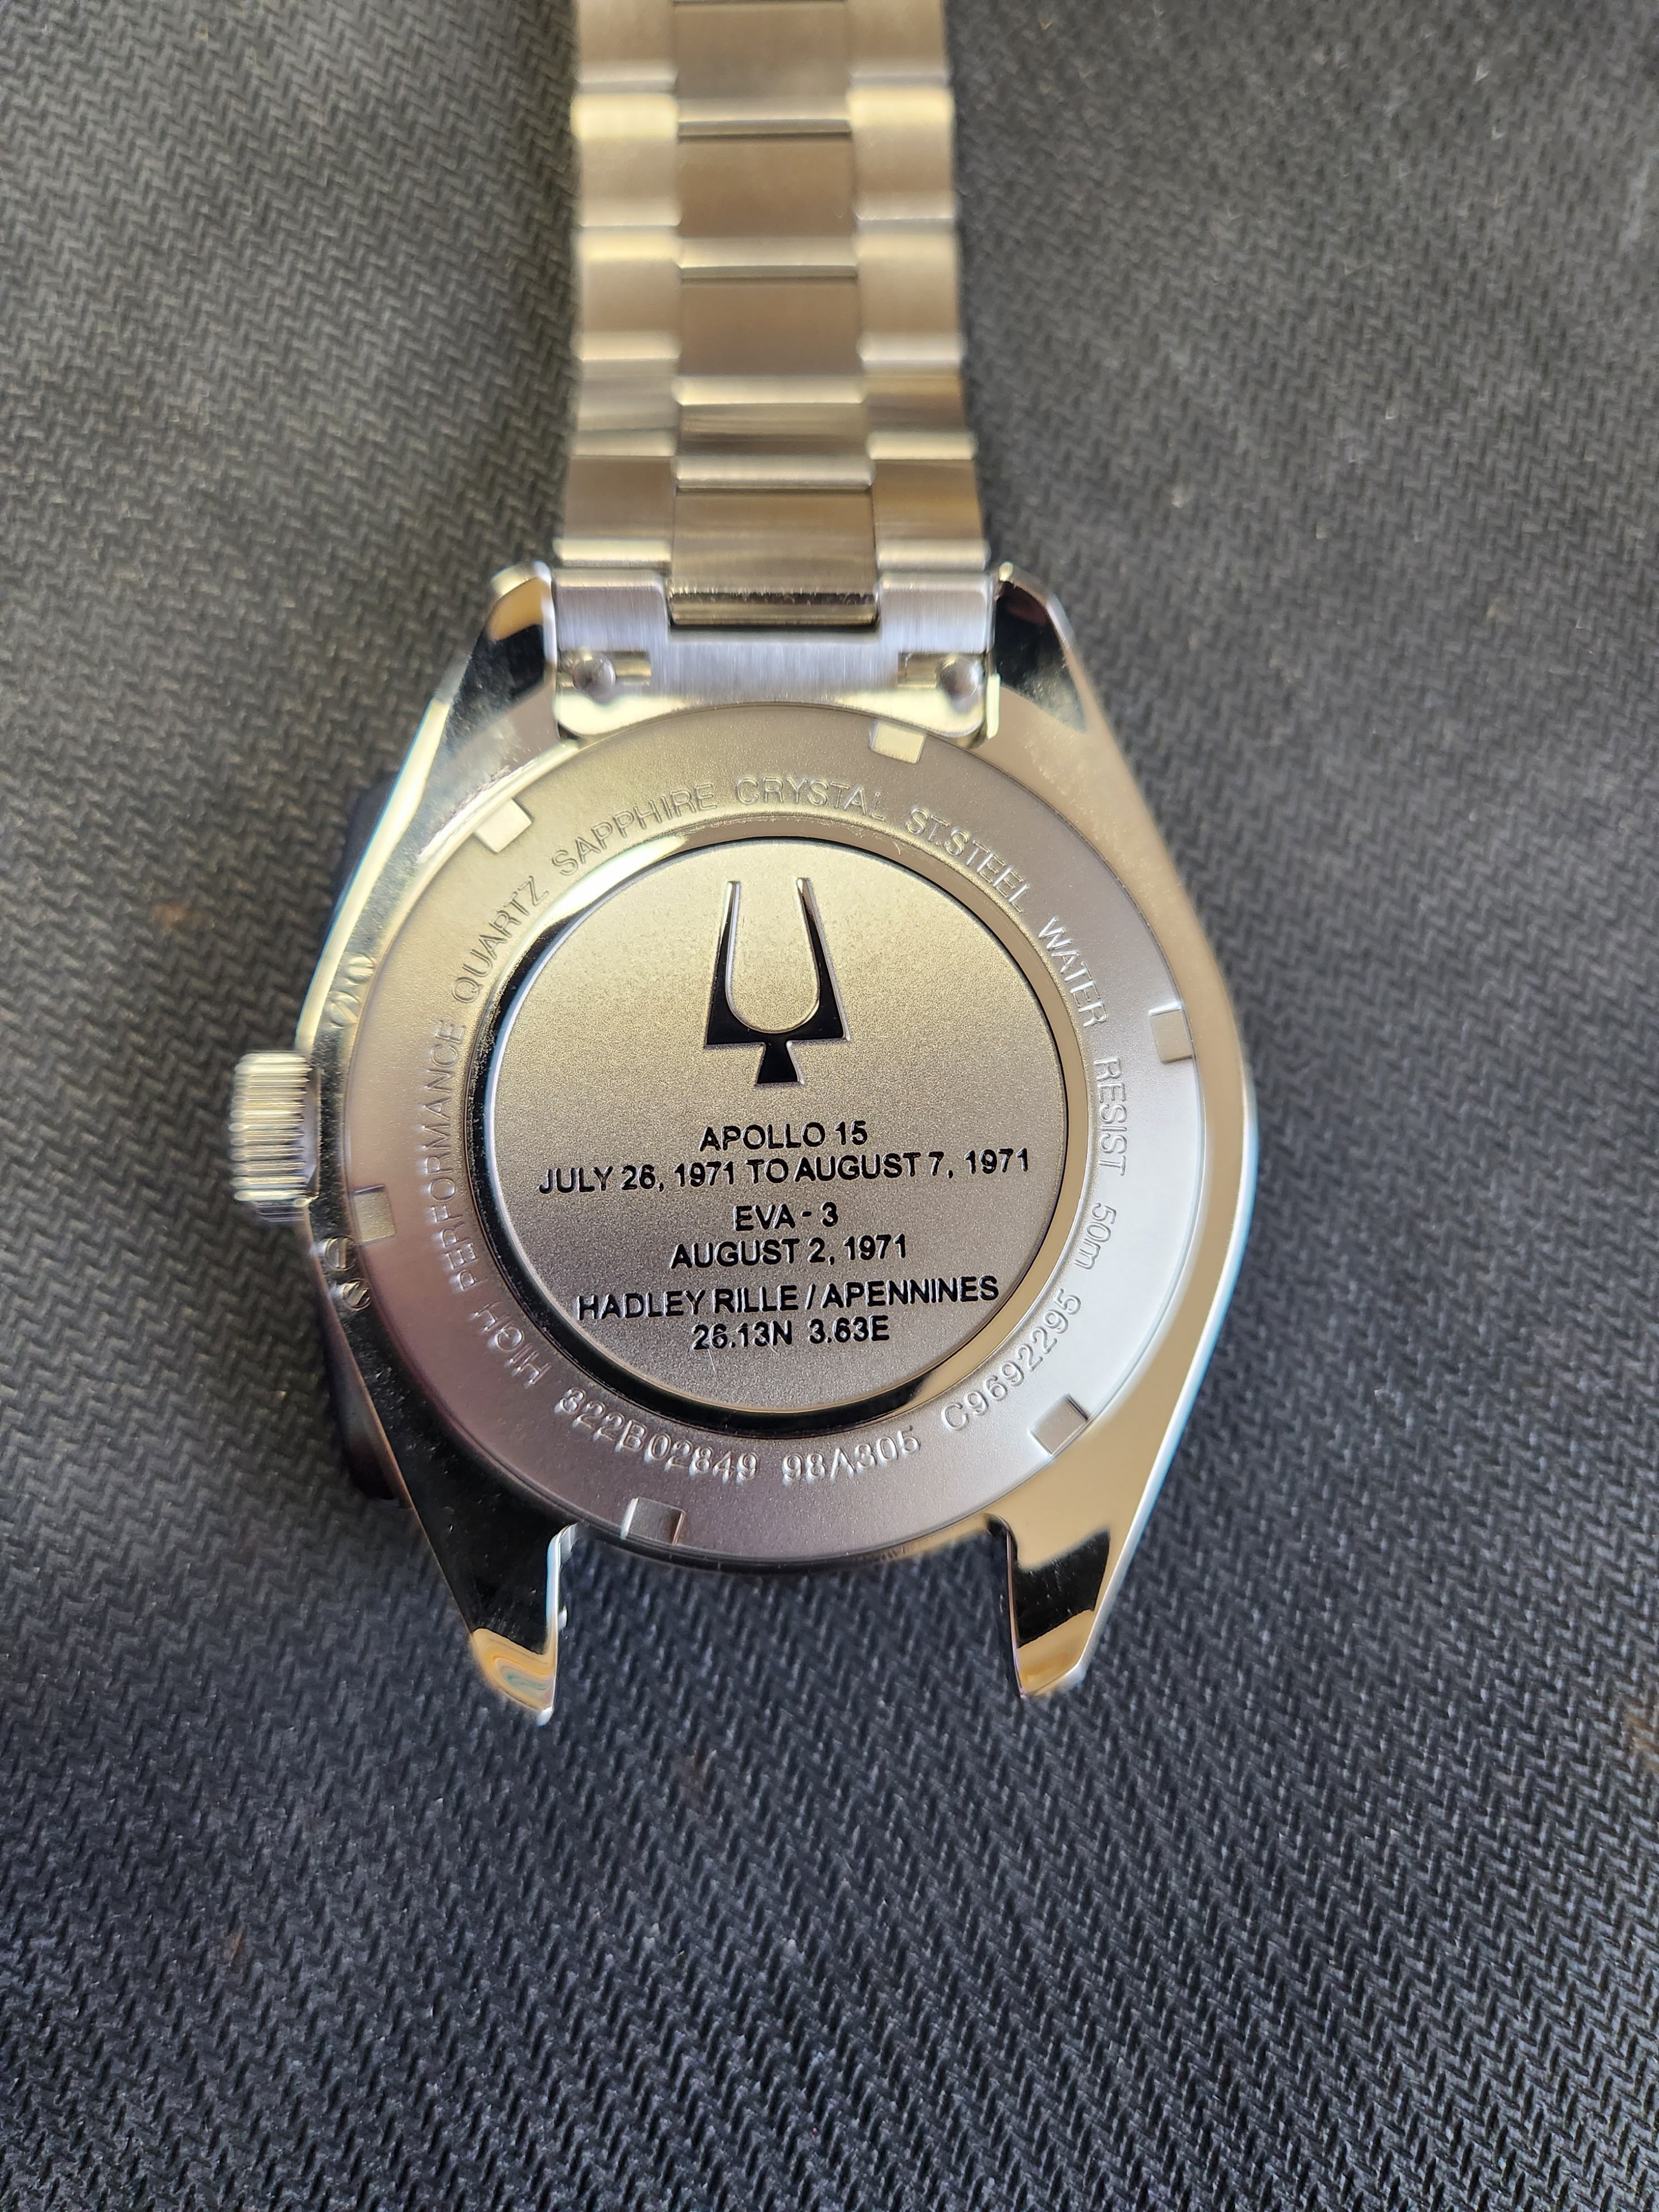 HIGH PERFORMANCE QUARTZ SAPPHIRE CRYSTAL ST.STEEL WATER RESIST 50m
APOLLO 15
JULY 26, 1971 TO AUGUST 7, 1971
EVA - 3
AUGUST 2, 1971
HADLEY RILLE / APENNINES
26.13N 3.63E
322B02849 98A305 C9692295